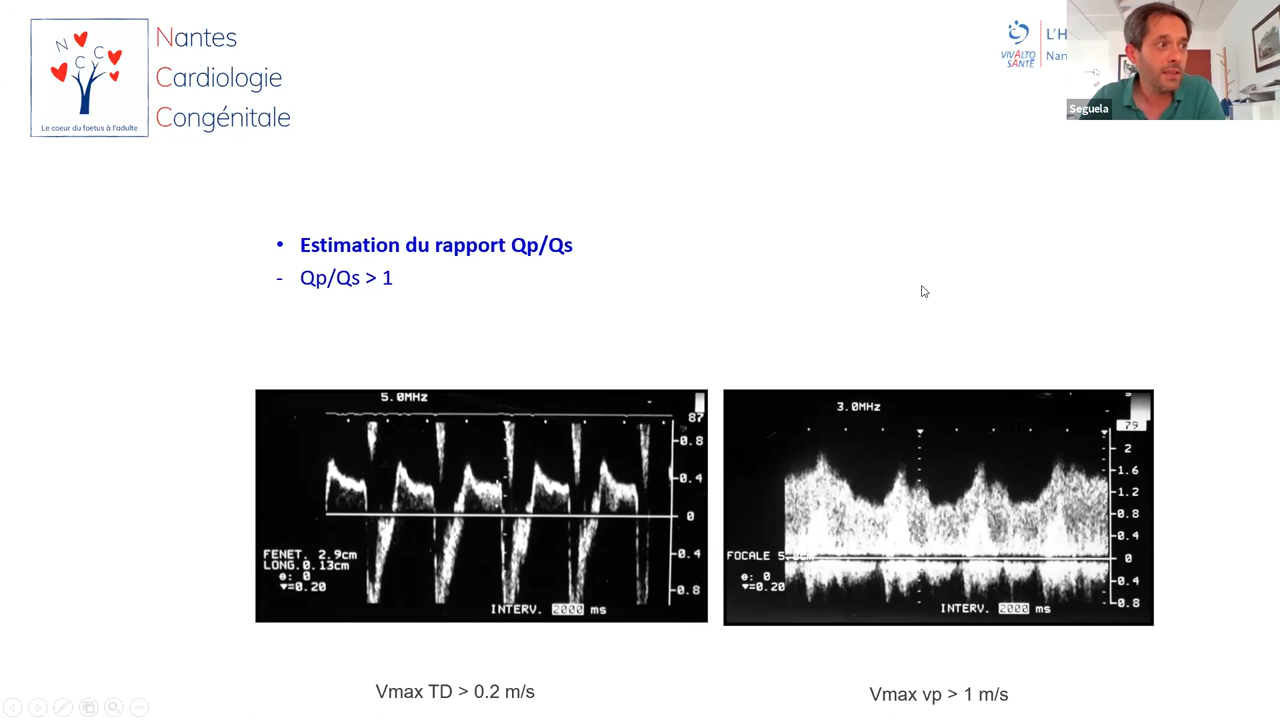 N
C
C
Le coeur du foetus à l'adulte
Nantes
Cardiologie
Congénitale
VIVALTO
SANTÉ
L'H
Nan
Seguela
• Estimation du rapport Qp/Qs
- Qp/Qs > 1
5.0MHz
87
0.8
0.4
0
-0.4
-0.8
FENET. 2.9cm
LONG.0.13cm
θ: 0
▼=0.20
INTERV. 2000 ms
3.0MHz
79
2
1.6
1.2
0.8
0.4
0
0.4
0.8
FOCALE 5.
θ: 0
▼=0.20
INTERV. 2000 ms
Vmax TD > 0.2 m/s
Vmax vp > 1 m/s